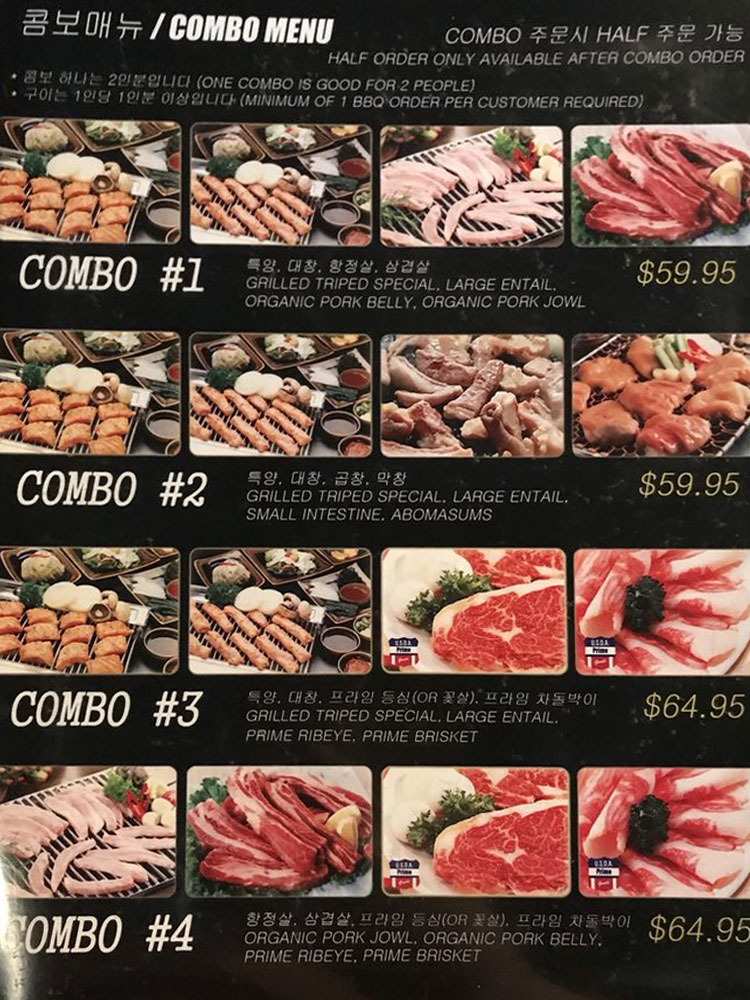 콤보메뉴 / COMBO MENU
COMBO 주문시 HALF 주문 가능
HALF ORDER ONLY AVAILABLE AFTER COMBO ORDER
* 콤보 하나는 2인분입니다 (ONE COMBO IS GOOD FOR 2 PEOPLE)
* 구이는 1인당 1인분 이상입니다 (MINIMUM OF 1 BBQ ORDER PER CUSTOMER REQUIRED)
COMBO #1
특양, 대창, 항정살, 삼겹살
GRILLED TRIPED SPECIAL, LARGE ENTAIL,
ORGANIC PORK BELLY, ORGANIC PORK JOWL
$59.95
COMBO #2
특양, 대창, 곱창, 막창
GRILLED TRIPED SPECIAL, LARGE ENTAIL,
SMALL INTESTINE, ABOMASUMS
$59.95
U.S.D.A.
Prime
U.S.D.A.
Prime
COMBO #3
특양, 대창, 프라임 등심(OR 꽃살), 프라임 차돌박이
GRILLED TRIPED SPECIAL, LARGE ENTAIL,
PRIME RIBEYE, PRIME BRISKET
$64.95
U.S.D.A.
Prime
U.S.D.A.
Prime
COMBO #4
항정살, 삼겹살, 프라임 등심(OR 꽃살), 프라임 차돌박이
ORGANIC PORK JOWL, ORGANIC PORK BELLY,
PRIME RIBEYE, PRIME BRISKET
$64.95